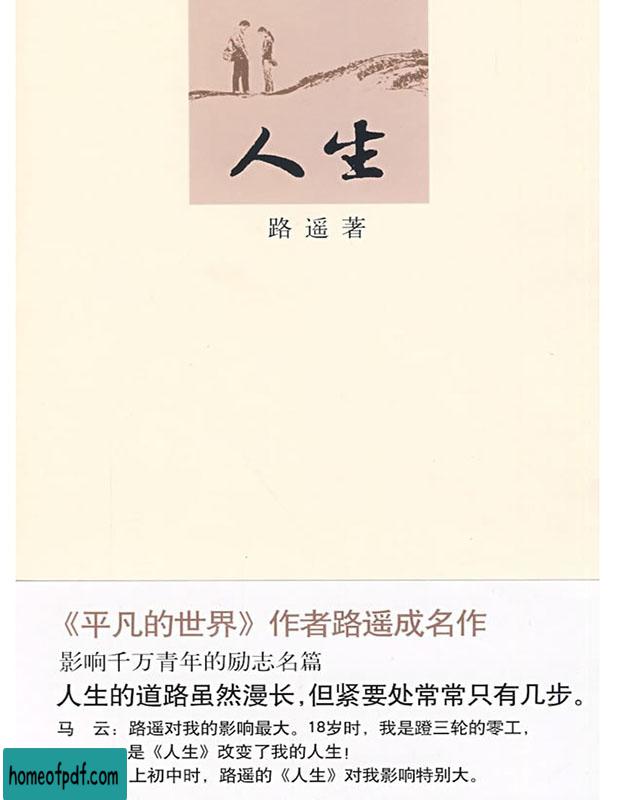 人生
路遥著
《平凡的世界》作者路遥成名作
影响千万青年的励志名篇
人生的道路虽然漫长，但紧要处常常只有几步。
马 云：路遥对我的影响最大。18岁时，我是蹬三轮的零工，
是《人生》改变了我的人生！
上初中时，路遥的《人生》对我影响特别大。
homeofpdf.com